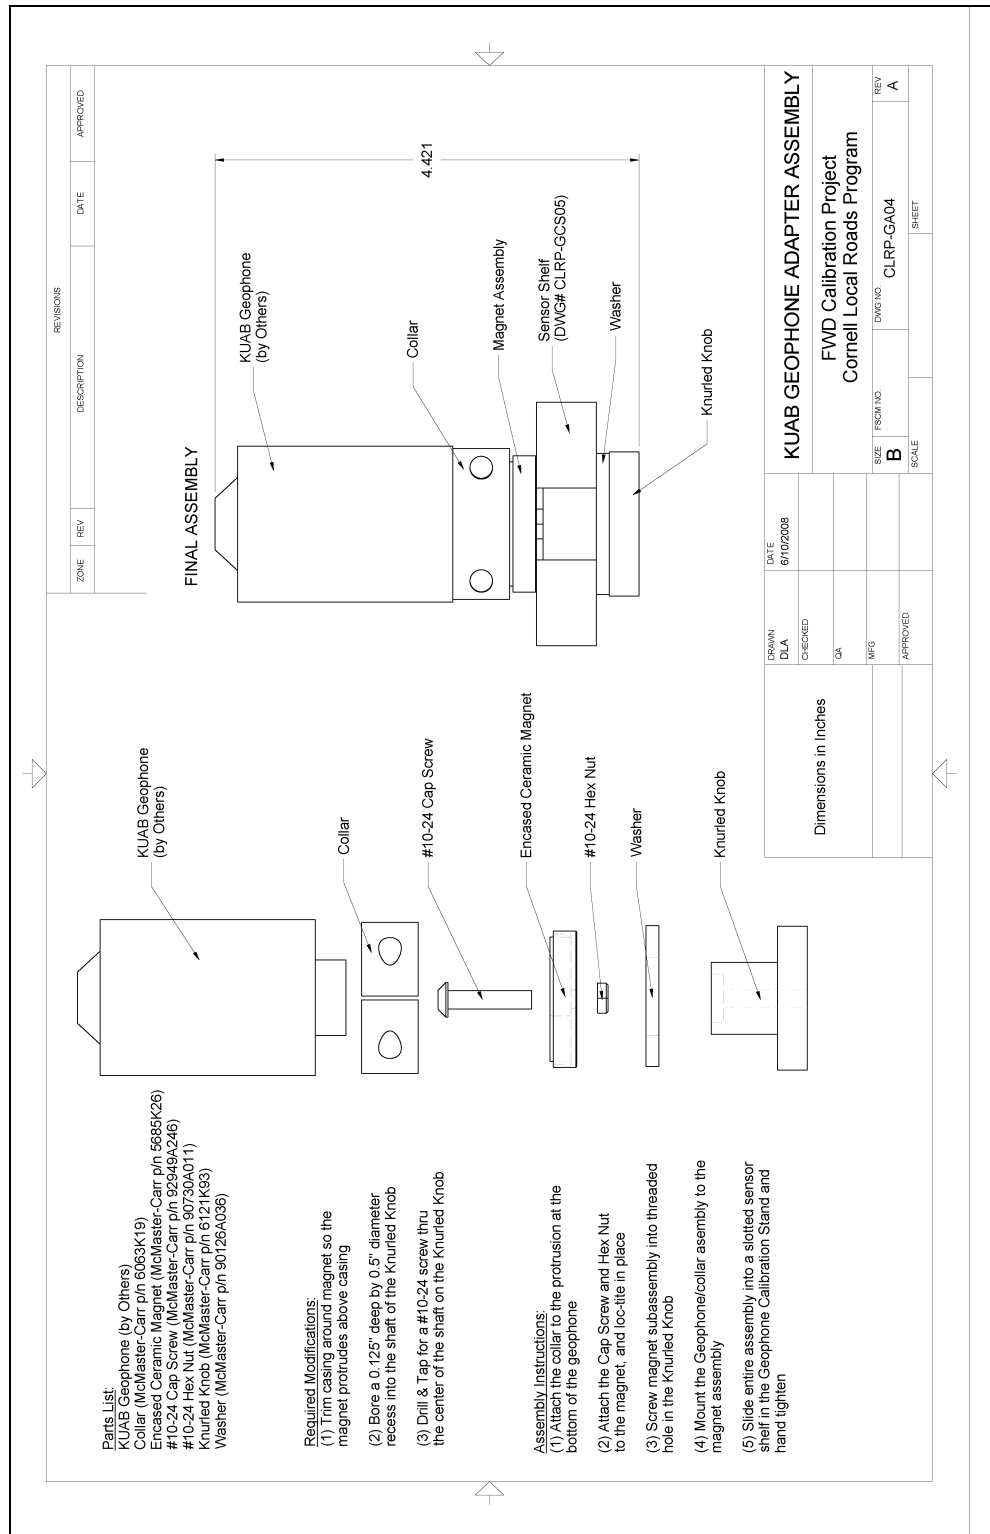 Parts List:
KUAB Geophone (by Others)
Collar (McMaster-Carr p/n 6063K19)
Encased Ceramic Magnet (McMaster-Carr p/n 5685K26)
#10-24 Cap Screw (McMaster-Carr p/n 92949A246)
#10-24 Hex Nut (McMaster-Carr p/n 90730A011)
Knurled Knob (McMaster-Carr p/n 6121K93)
Washer (McMaster-Carr p/n 90126A036)
Required Modifications:
(1) Trim casing around magnet so the
magnet protrudes above casing
(2) Bore a 0.125" deep by 0.5" diameter
recess into the shaft of the Knurled Knob
(3) Drill & Tap for a #10-24 screw thru
the center of the shaft on the Knurled Knob
Assembly Instructions:
(1) Attach the collar to the protrusion at the
bottom of the geophone
(2) Attach the Cap Screw and Hex Nut
to the magnet, and loc-tite in place
(3) Screw magnet subassembly into threaded
hole in the Knurled Knob
(4) Mount the Geophone/collar asembly to the
magnet assembly
(5) Slide entire assembly into a slotted sensor
shelf in the Geophone Calibration Stand and
hand tighten
KUAB Geophone
(by Others)
Collar
#10-24 Cap Screw
Encased Ceramic Magnet
#10-24 Hex Nut
Washer
Knurled Knob
FINAL ASSEMBLY
KUAB Geophone
(by Others)
Collar
Magnet Assembly
Sensor Shelf
(DWG# CLRP-GCS05)
Washer
Knurled Knob
4.421
REVISIONS
ZONE REV DESCRIPTION DATE APPROVED
Dimensions in Inches
DRAWN
DLA
DATE
6/10/2008
CHECKED
QA
MFG
APPROVED
KUAB GEOPHONE ADAPTER ASSEMBLY
FWD Calibration Project
Cornell Local Roads Program
SIZE
B
FSCM NO.
DWG NO.
CLRP-GA04
REV
A
SCALE
SHEET